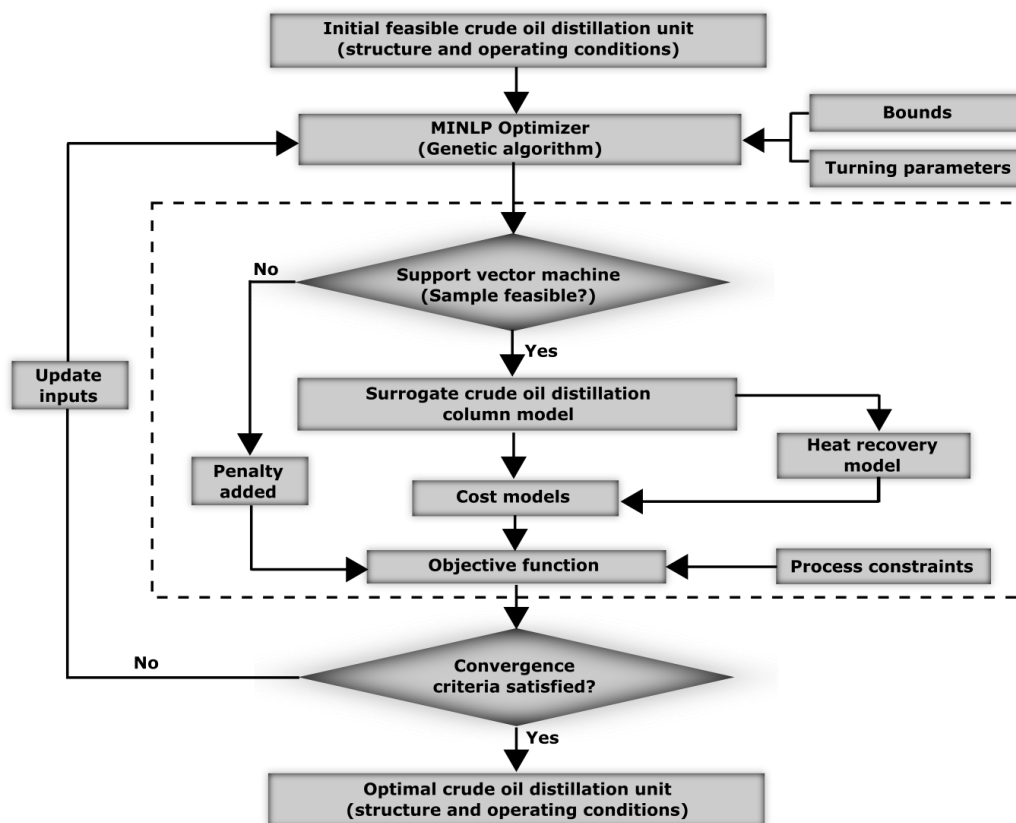 Initial feasible crude oil distillation unit
(structure and operating conditions)
MINLP Optimizer
(Genetic algorithm)
Bounds
Turning parameters
No
Support vector machine
(Sample feasible?)
Yes
Update
inputs
Surrogate crude oil distillation
column model
Heat recovery
model
Penalty
added
Cost models
Objective function
Process constraints
No
Convergence
criteria satisfied?
Yes
Optimal crude oil distillation unit
(structure and operating conditions)